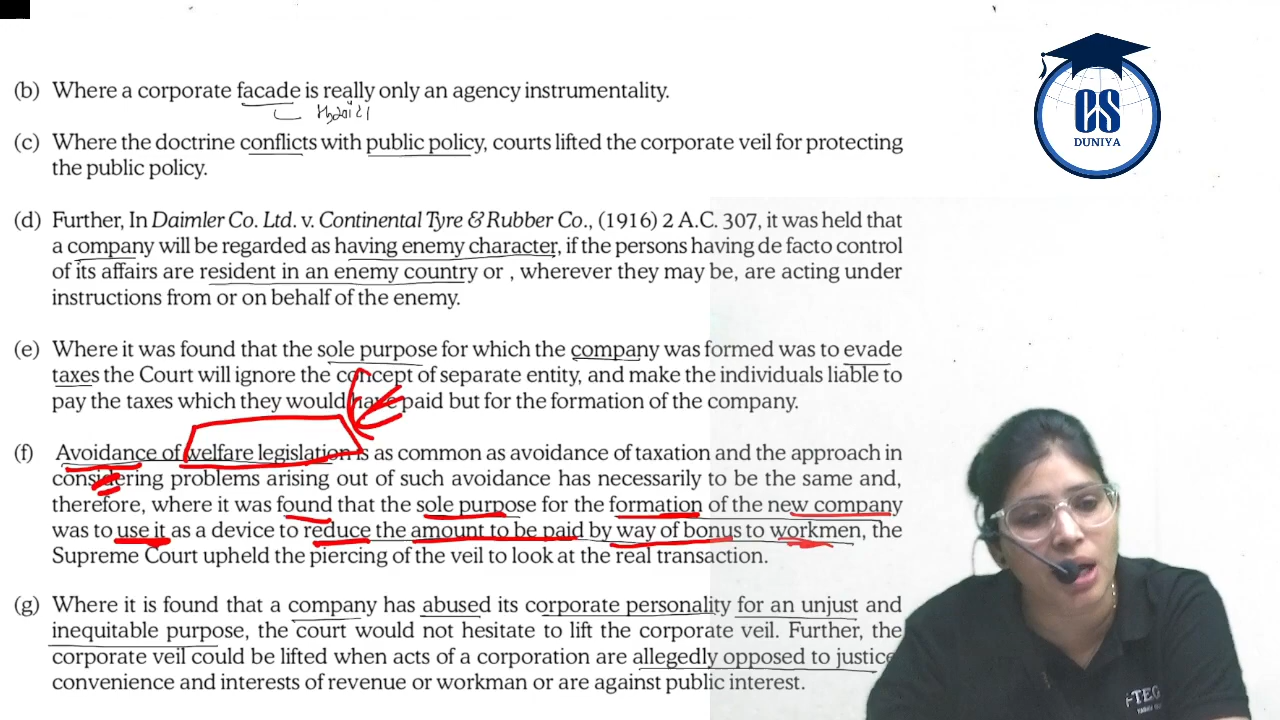 (b) Where a corporate facade is really only an agency instrumentality.
(c) Where the doctrine conflicts with public policy, courts lifted the corporate veil for protecting
the public policy.
(d) Further, In Daimler Co. Ltd. v. Continental Tyre & Rubber Co., (1916) 2 A.C. 307, it was held that
a company will be regarded as having enemy character, if the persons having de facto control
of its affairs are resident in an enemy country or , wherever they may be, are acting under
instructions from or on behalf of the enemy.
(e) Where it was found that the sole purpose for which the company was formed was to evade
taxes the Court will ignore the concept of separate entity, and make the individuals liable to
pay the taxes which they would have paid but for the formation of the company.
(f) Avoidance of welfare legislation is as common as avoidance of taxation and the approach in
considering problems arising out of such avoidance has necessarily to be the same and,
therefore, where it was found that the sole purpose for the formation of the new company
was to use it as a device to reduce the amount to be paid by way of bonus to workmen, the
Supreme Court upheld the piercing of the veil to look at the real transaction.
(g) Where it is found that a company has abused its corporate personality for an unjust and
inequitable purpose, the court would not hesitate to lift the corporate veil. Further, the
corporate veil could be lifted when acts of a corporation are allegedly opposed to justice
convenience and interests of revenue or workman or are against public interest.
CS
DUNIYA